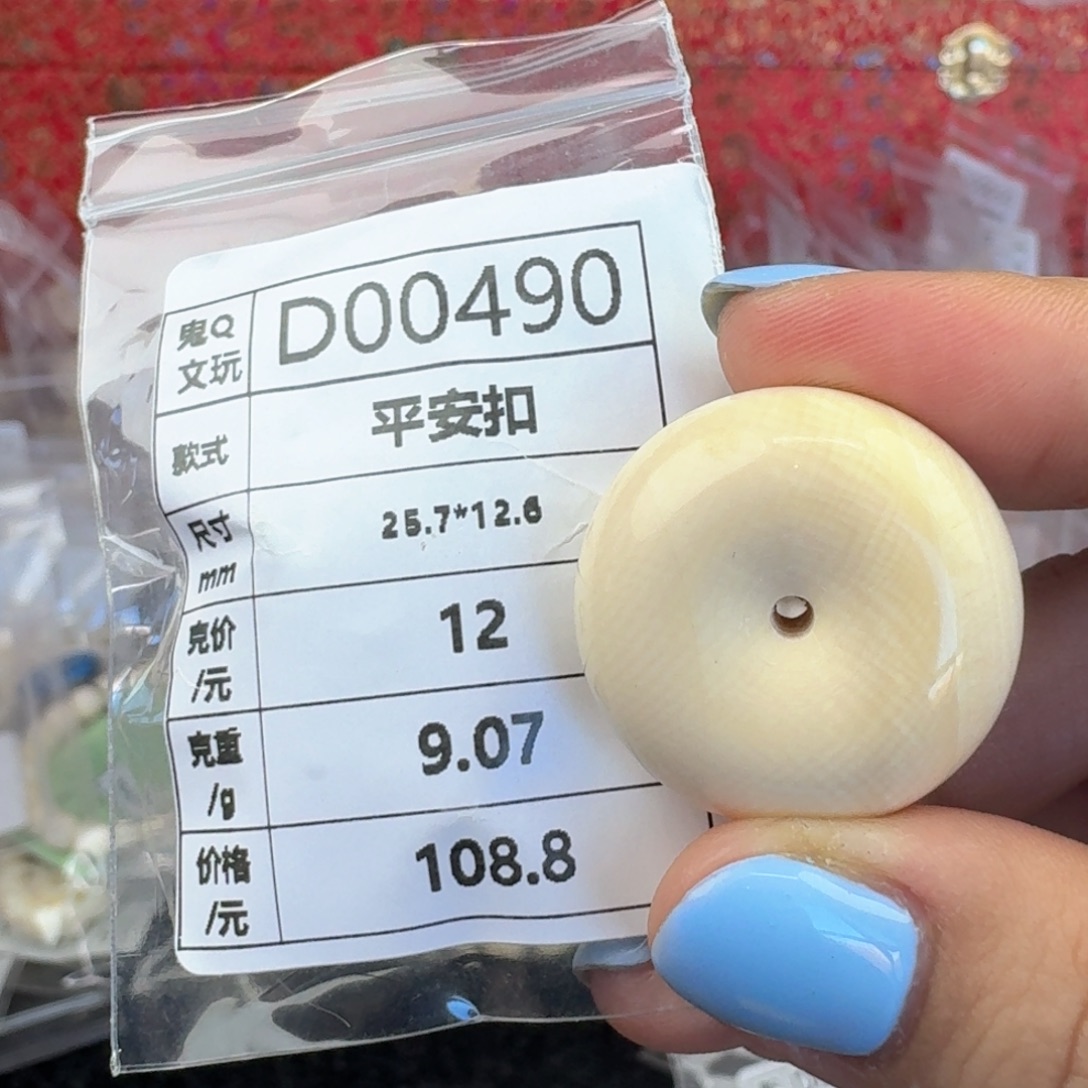 鬼Q
文玩
D00490
款式
平安扣
尺寸
mm
25.7*12.6
克价
/元
12
克重
/g
9.07
价格
/元
108.8